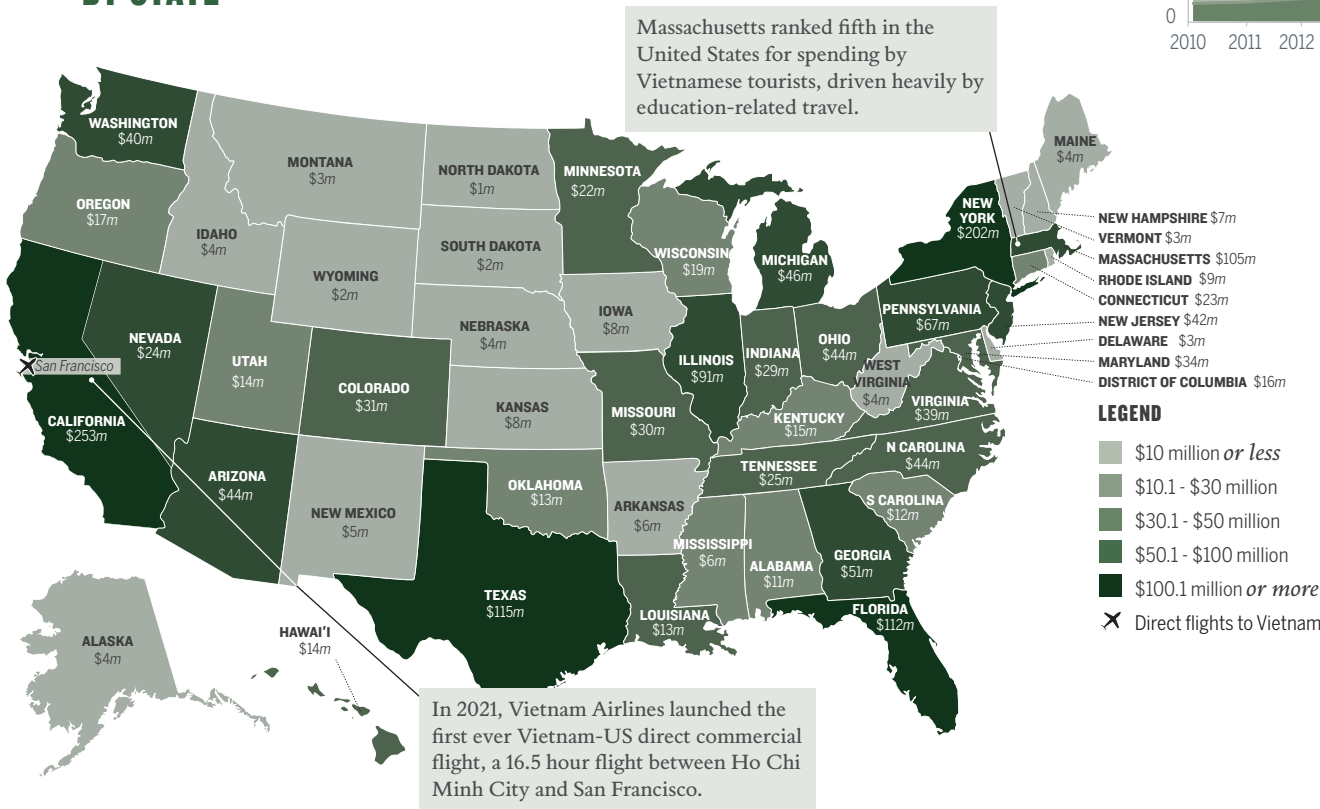 BY STATE
0
2010 2011 2012
Massachusetts ranked fifth in the
United States for spending by
Vietnamese tourists, driven heavily by
education-related travel.
WASHINGTON
$40m
OREGON
$17m
IDAHO
$4m
MONTANA
$3m
NORTH DAKOTA
$1m
MINNESOTA
$22m
SOUTH DAKOTA
$2m
WYOMING
$2m
WISCONSIN
$19m
MICHIGAN
$46m
NEW
YORK
$202m
MAINE
$4m
NEW HAMPSHIRE $7m
VERMONT $3m
MASSACHUSETTS $105m
RHODE ISLAND $9m
CONNECTICUT $23m
NEW JERSEY $42m
DELAWARE $3m
MARYLAND $34m
DISTRICT OF COLUMBIA $16m
NEVADA
$24m
UTAH
$14m
COLORADO
$31m
NEBRASKA
$4m
IOWA
$8m
KANSAS
$8m
MISSOURI
$30m
ILLINOIS
$91m
INDIANA
$29m
OHIO
$44m
PENNSYLVANIA
$67m
WEST
VIRGINIA
$4m
VIRGINIA
$39m
KENTUCKY
$15m
San Francisco
CALIFORNIA
$253m
ARIZONA
$44m
NEW MEXICO
$5m
OKLAHOMA
$13m
ARKANSAS
$6m
TENNESSEE
$25m
N CAROLINA
$44m
S CAROLINA
$12m
MISSISSIPPI
$6m
ALABAMA
$11m
GEORGIA
$51m
TEXAS
$115m
LOUISIANA
$13m
FLORIDA
$112m
ALASKA
$4m
HAWAI'I
$14m
LEGEND
$10 million or less
$10.1 - $30 million
$30.1 - $50 million
$50.1 - $100 million
$100.1 million or more
Direct flights to Vietnam
In 2021, Vietnam Airlines launched the
first ever Vietnam-US direct commercial
flight, a 16.5 hour flight between Ho Chi
Minh City and San Francisco.